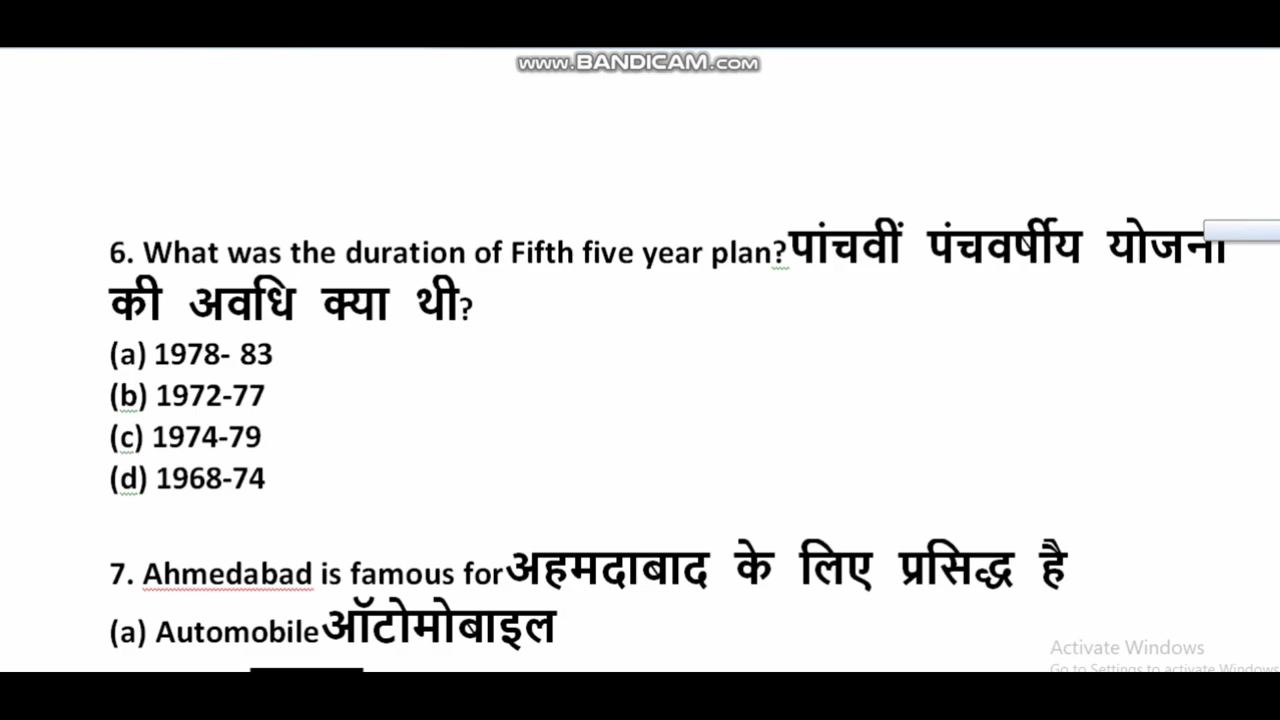 www.BANDICAM.com
6. What was the duration of Fifth five year plan?पांचवीं पंचवर्षीय योजना
की अवधि क्या थी?
(a) 1978- 83
(b) 1972-77
(c) 1974-79
(d) 1968-74
7. Ahmedabad is famous forअहमदाबाद के लिए प्रसिद्ध है
(a) Automobileऑटोमोबाइल
Activate Windows
Go to Settings to activate Windows